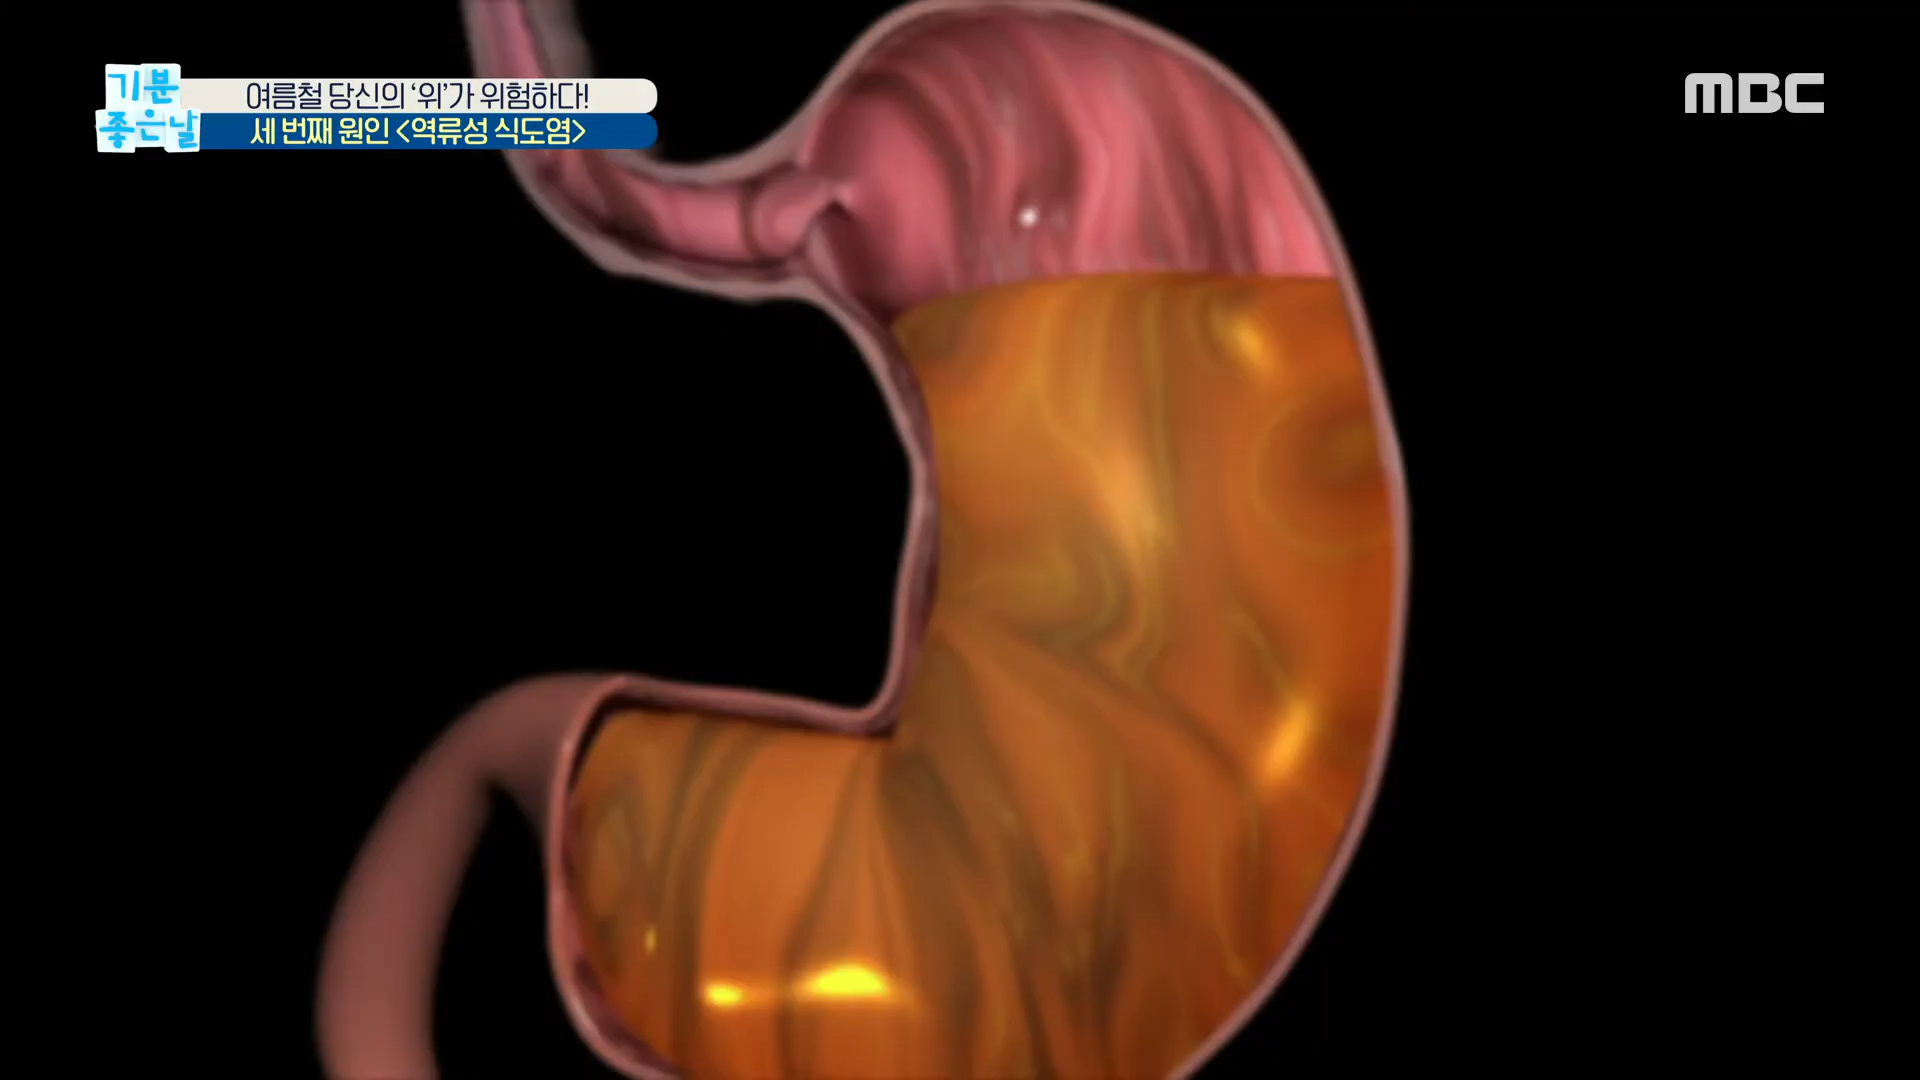 기분
좋은날
여름철 당신의 ‘위’가 위험하다!
세 번째 원인 <역류성 식도염>
MBC